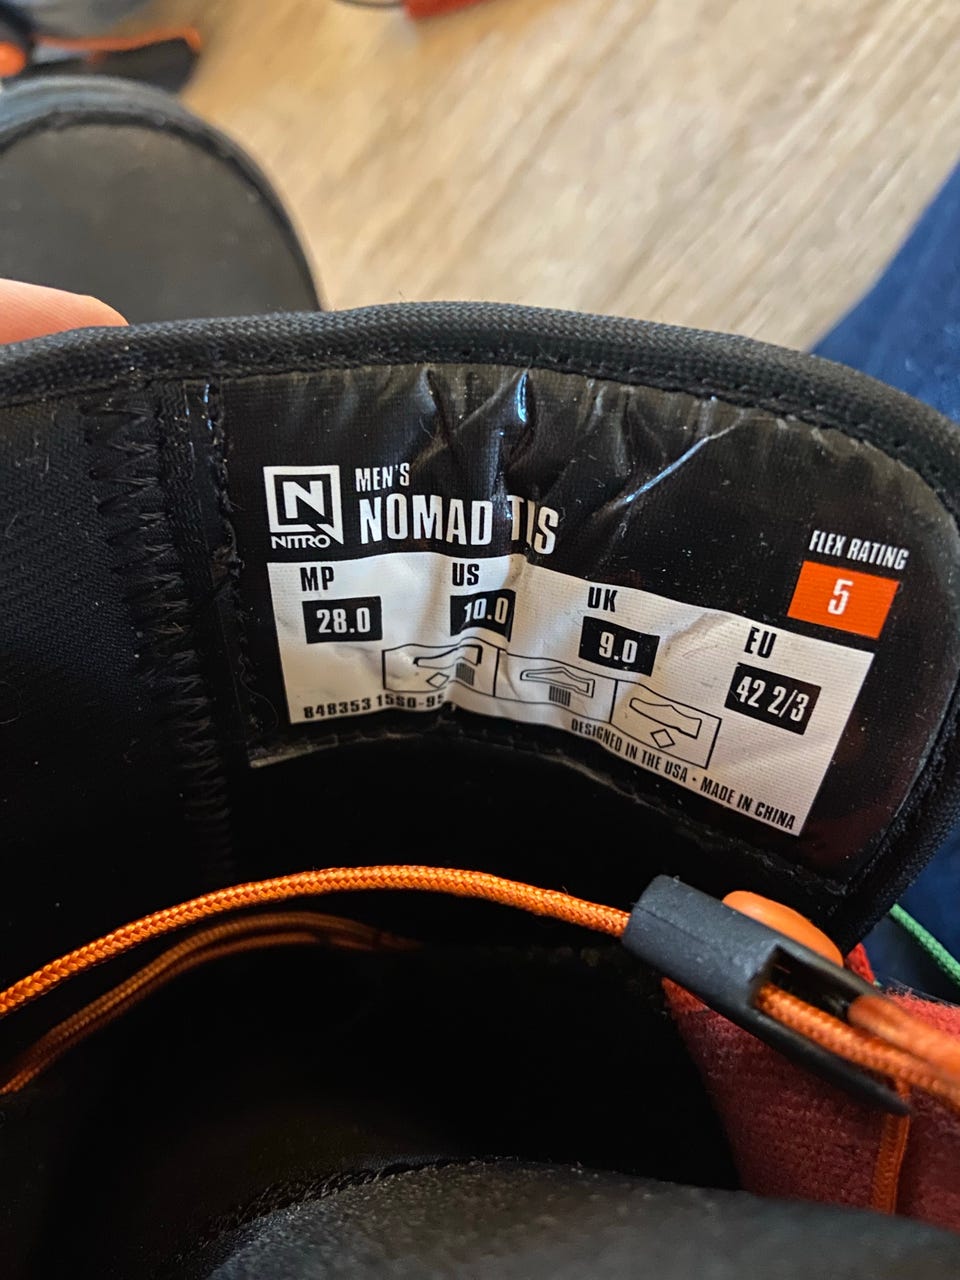 N
NITRO
MEN'S
NOMAD TLS
FLEX RATING
5
MP
28.0
US
10.0
UK
9.0
EU
42 2/3
848353
DESIGNED IN THE USA · MADE IN CHINA